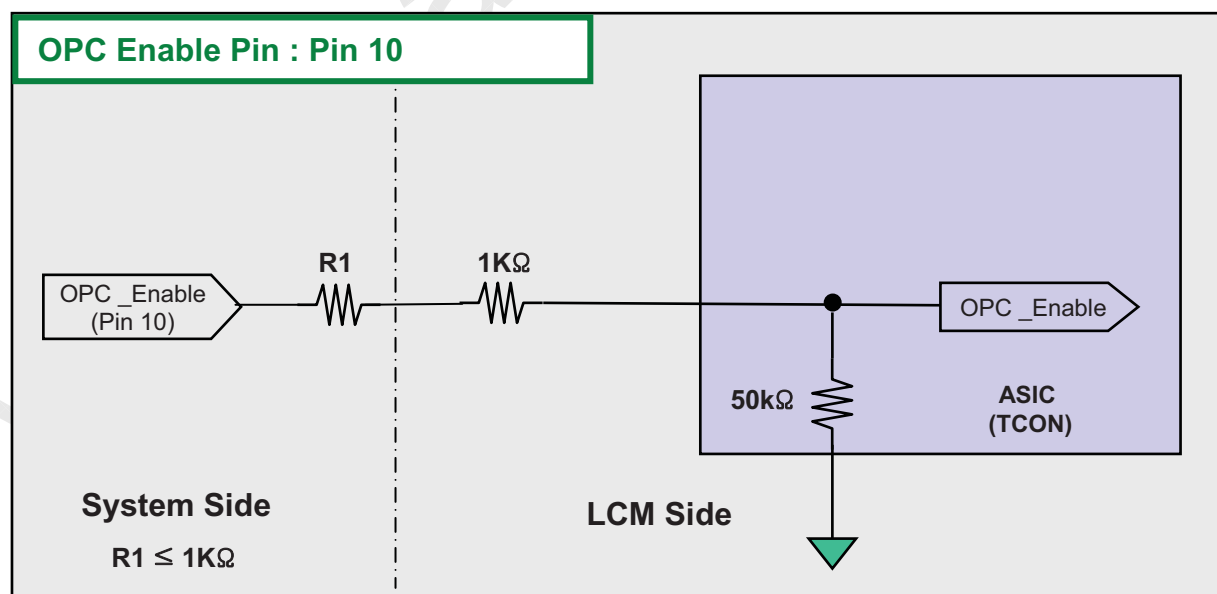 OPC Enable Pin : Pin 10
R1
1KΩ
OPC _Enable
(Pin 10)
OPC _Enable
50kΩ
ASIC
(TCON)
System Side
LCM Side
R1 ≤ 1KΩ